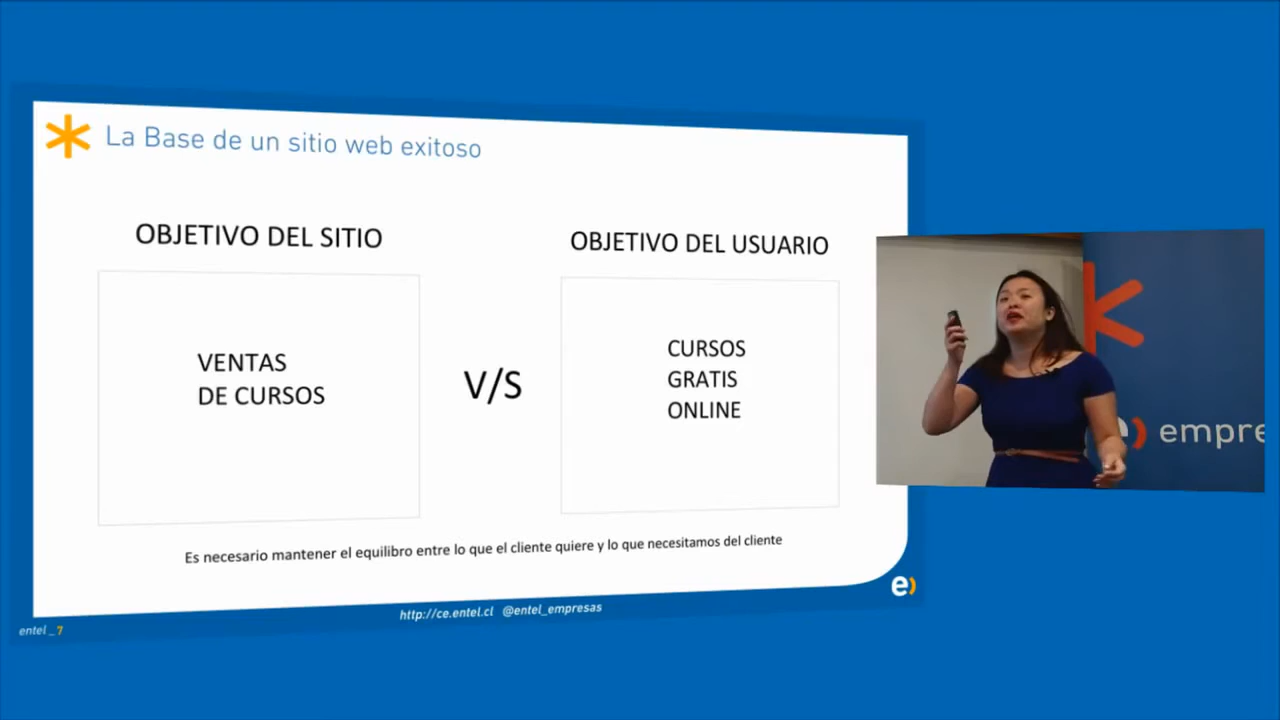 La Base de un sitio web exitoso
OBJETIVO DEL SITIO
OBJETIVO DEL USUARIO
VENTAS
DE CURSOS
V/S
CURSOS
GRATIS
ONLINE
Es necesario mantener el equilibro entre lo que el cliente quiere y lo que necesitamos del cliente
http://ce.entel.cl @entel_empresas
entel _ 7
e)
e) empre